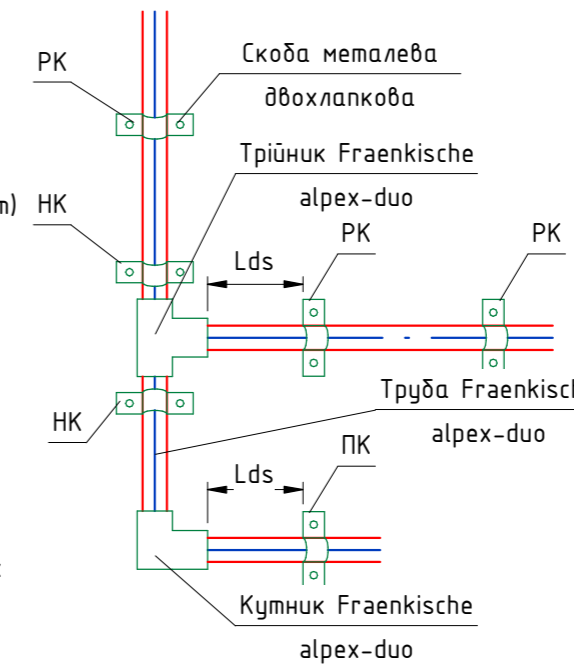 РК
Скоба металева
двохлапкова
Трійник Fraenkische
alpex-duo
m)
НК
РК
РК
Lds
Труба Fraenkisch
alpex-duo
НК
ПК
Lds
Кутник Fraenkische
alpex-duo